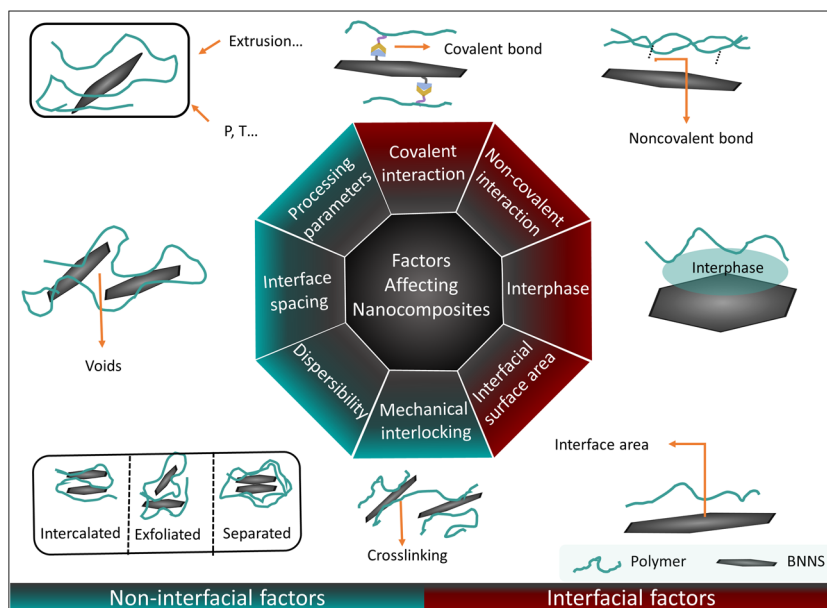 Extrusion...
P, T...
Covalent bond
Noncovalent bond
Processing
parameters
Covalent
interaction
Non-covalent
interaction
Interface
spacing
Factors
Affecting
Nanocomposites
Interphase
Interphase
Voids
Dispersibility
Mechanical
interlocking
Interfacial
surface area
Interface area
Intercalated
Exfoliated
Separated
Crosslinking
Polymer
BNNS
Non-interfacial factors
Interfacial factors